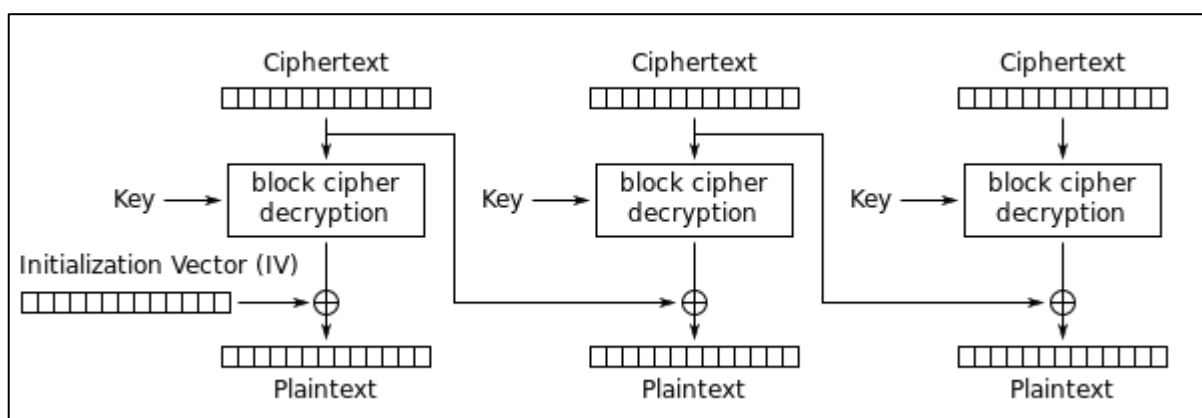 Ciphertext
Ciphertext
Ciphertext
Key
block cipher
decryption
Key
block cipher
decryption
Key
block cipher
decryption
Initialization Vector (IV)
Plaintext
Plaintext
Plaintext